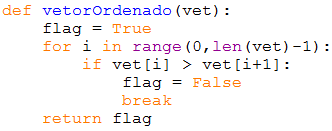 def vetorOrdenado(vet):
    flag = True
    for i in range(0,len(vet)-1):
        if vet[i] > vet[i+1]:
            flag = False
            break
    return flag